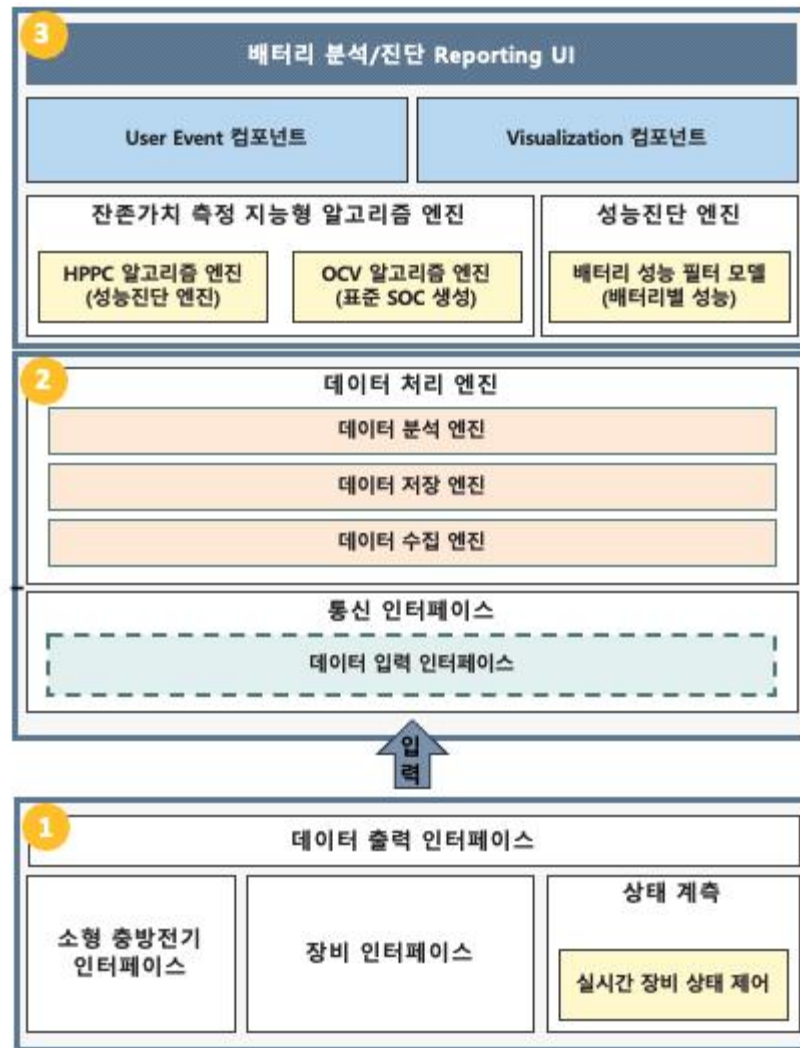 3
배터리 분석/진단 Reporting UI
User Event 컴포넌트
Visualization 컴포넌트
잔존가치 측정 지능형 알고리즘 엔진
HPPC 알고리즘 엔진
(성능진단 엔진)
OCV 알고리즘 엔진
(표준 SOC 생성)
성능진단 엔진
배터리 성능 필터 모델
(배터리별 성능)
2
데이터 처리 엔진
데이터 분석 엔진
데이터 저장 엔진
데이터 수집 엔진
통신 인터페이스
데이터 입력 인터페이스
입
력
1
데이터 출력 인터페이스
소형 충방전기
인터페이스
장비 인터페이스
상태 계측
실시간 장비 상태 제어